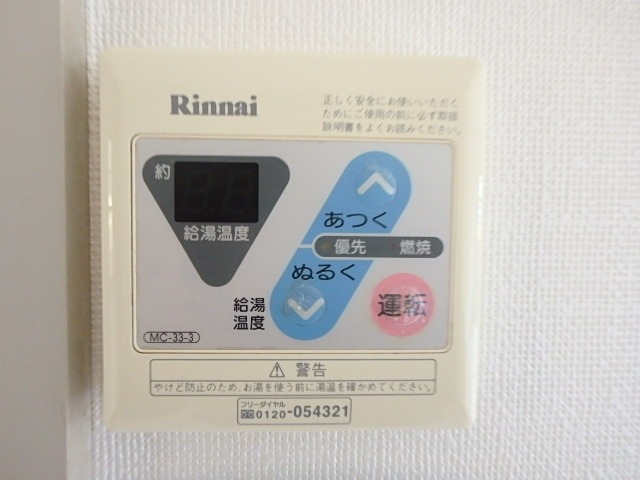 Rinnai
正しく安全にお使いいただく
ためにご使用の前に必ず取扱
説明書をよくお読みください。
約
給湯温度
あつく
優先 燃焼
ぬるく
給湯
温度
運転
MC-33-3
⚠ 警告
やけど防止のため、お湯を使う前に湯温を確かめてください。
フリーダイヤル
0120-054321